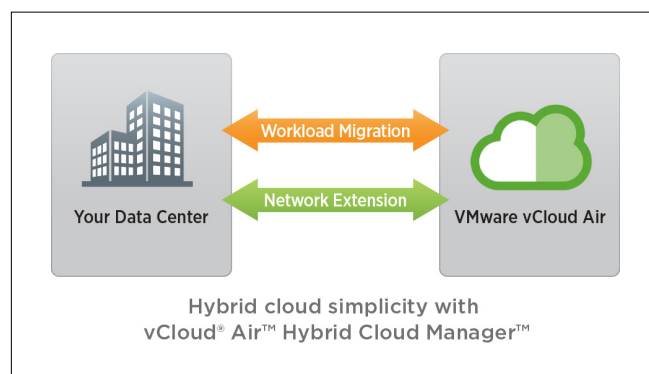 Workload Migration
Network Extension
Your Data Center
VMware vCloud Air
Hybrid cloud simplicity with
vCloud® Air™ Hybrid Cloud Manager™